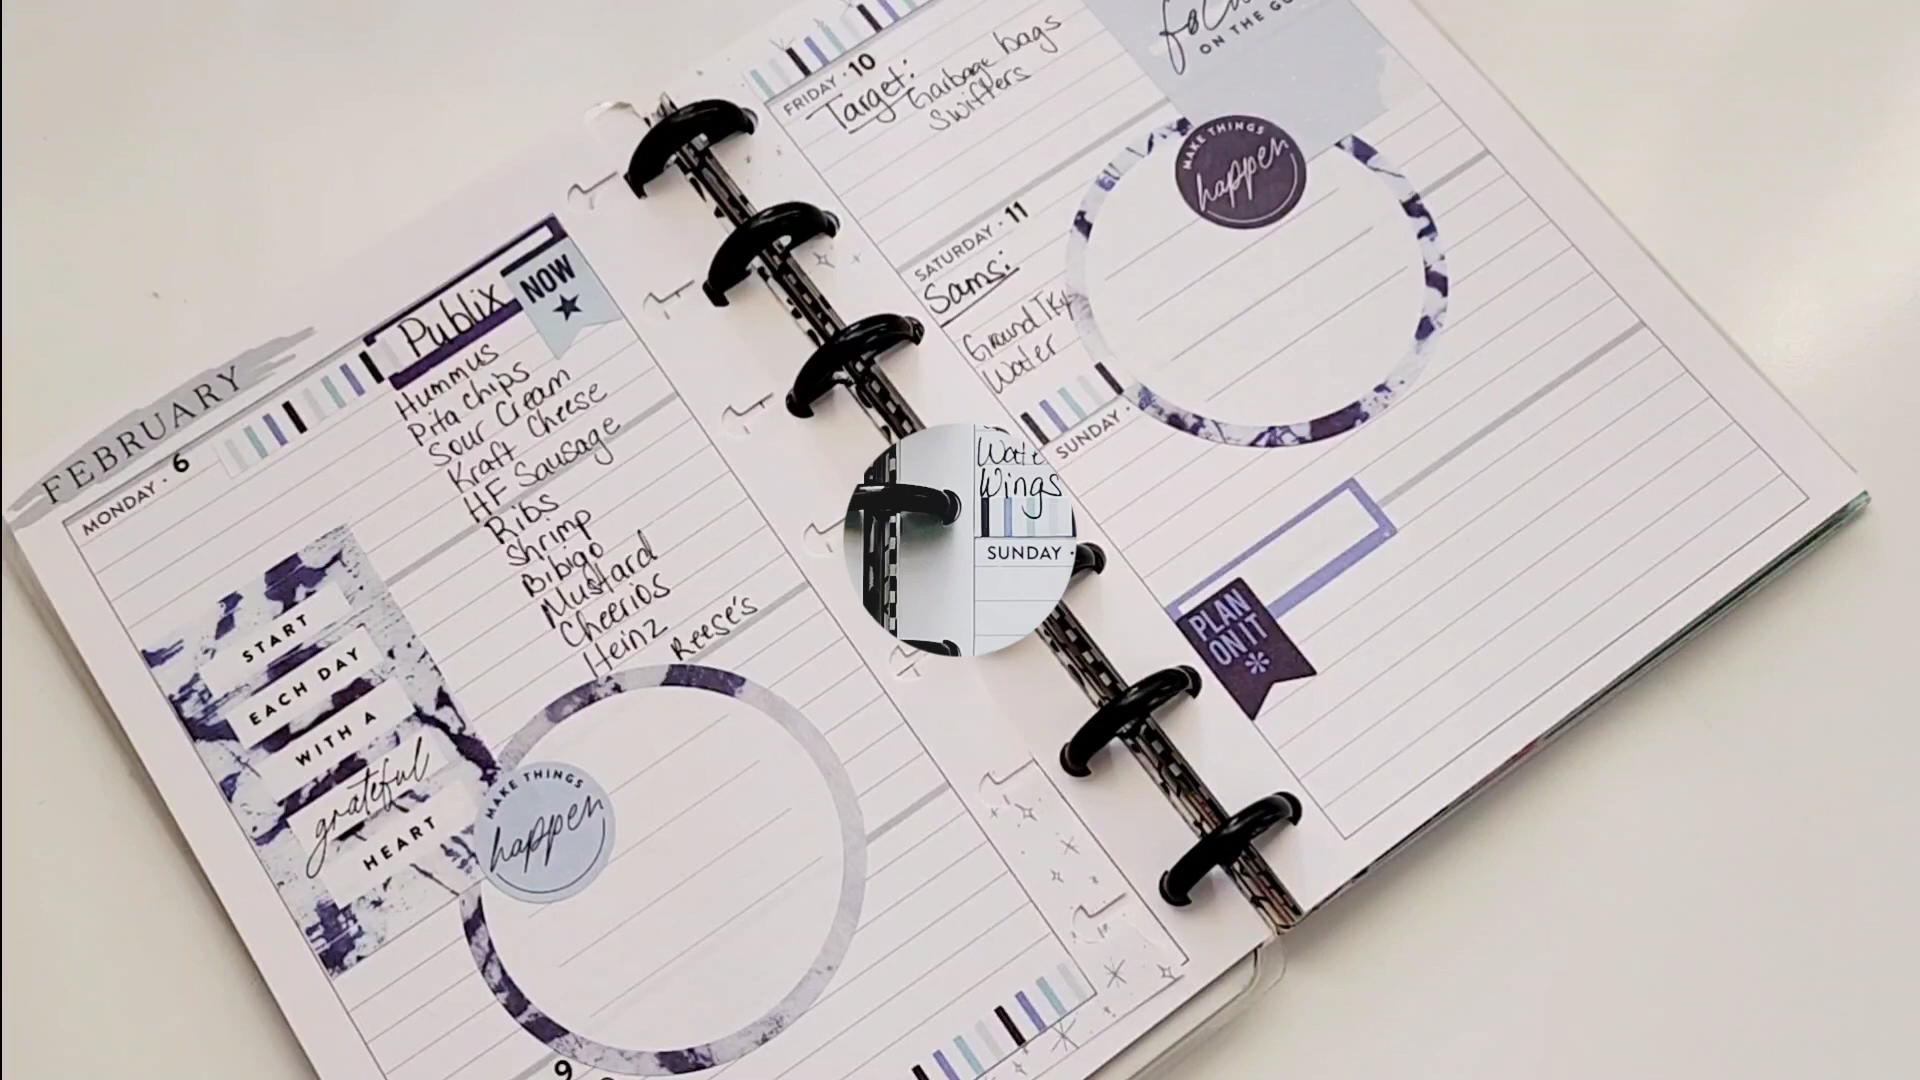 FEBRUARY
MONDAY · 6
Publix
NOW
Hummus
Pita chips
Sour Cream
Kraft Cheese
HF Sausage
Ribs
Shrimp
Bibigo
Mustard
Cheerios
Heinz
Reese's
START
EACH DAY
WITH A
grateful
HEART
MAKE THINGS
happen
9
FRIDAY · 10
Target: Garbage bags
Swiffers
ON THE GO
MAKE THINGS
happen
SATURDAY · 11
Sams:
Ground Tky
Water
SUNDAY ·
Wings
SUNDAY ·
PLAN
ON IT